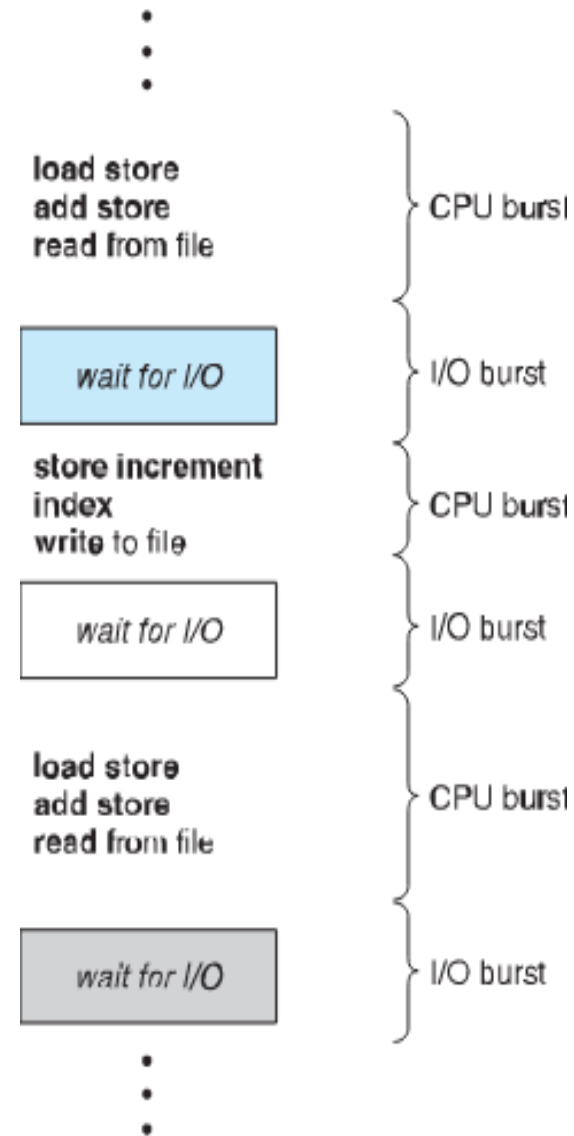 load store
add store
read from file
CPU burst
wait for I/O
I/O burst
store increment
index
write to file
CPU burst
wait for I/O
I/O burst
load store
add store
read from file
CPU burst
wait for I/O
I/O burst